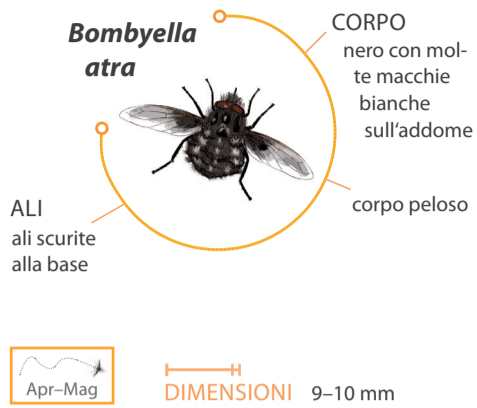 Bombyella
atra
CORPO
nero con mol-
te macchie
bianche
sull'addome
corpo peloso
ALI
ali scurite
alla base
Apr–Mag
DIMENSIONI 9–10 mm